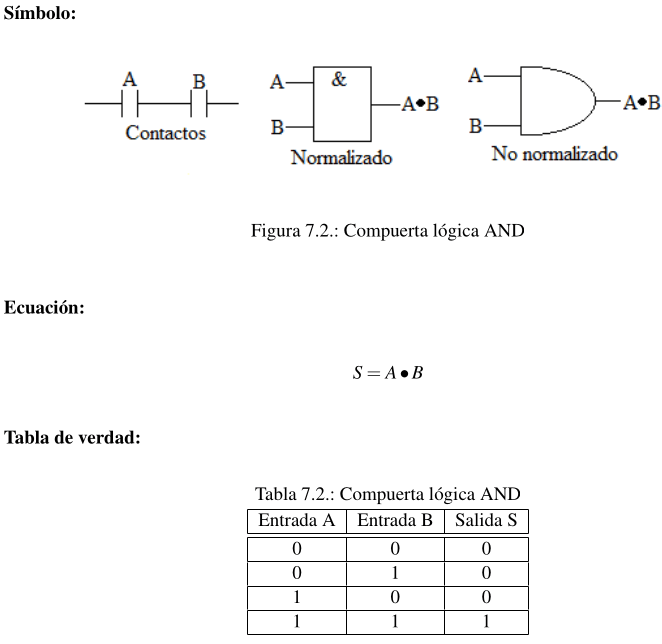 Símbolo:
A B
Contactos
A & A•B
B
Normalizado
A A•B
B
No normalizado
Figura 7.2.: Compuerta lógica AND
Ecuación:
S = A • B
Tabla de verdad:
Tabla 7.2.: Compuerta lógica AND
Entrada A Entrada B Salida S
0 0 0
0 1 0
1 0 0
1 1 1